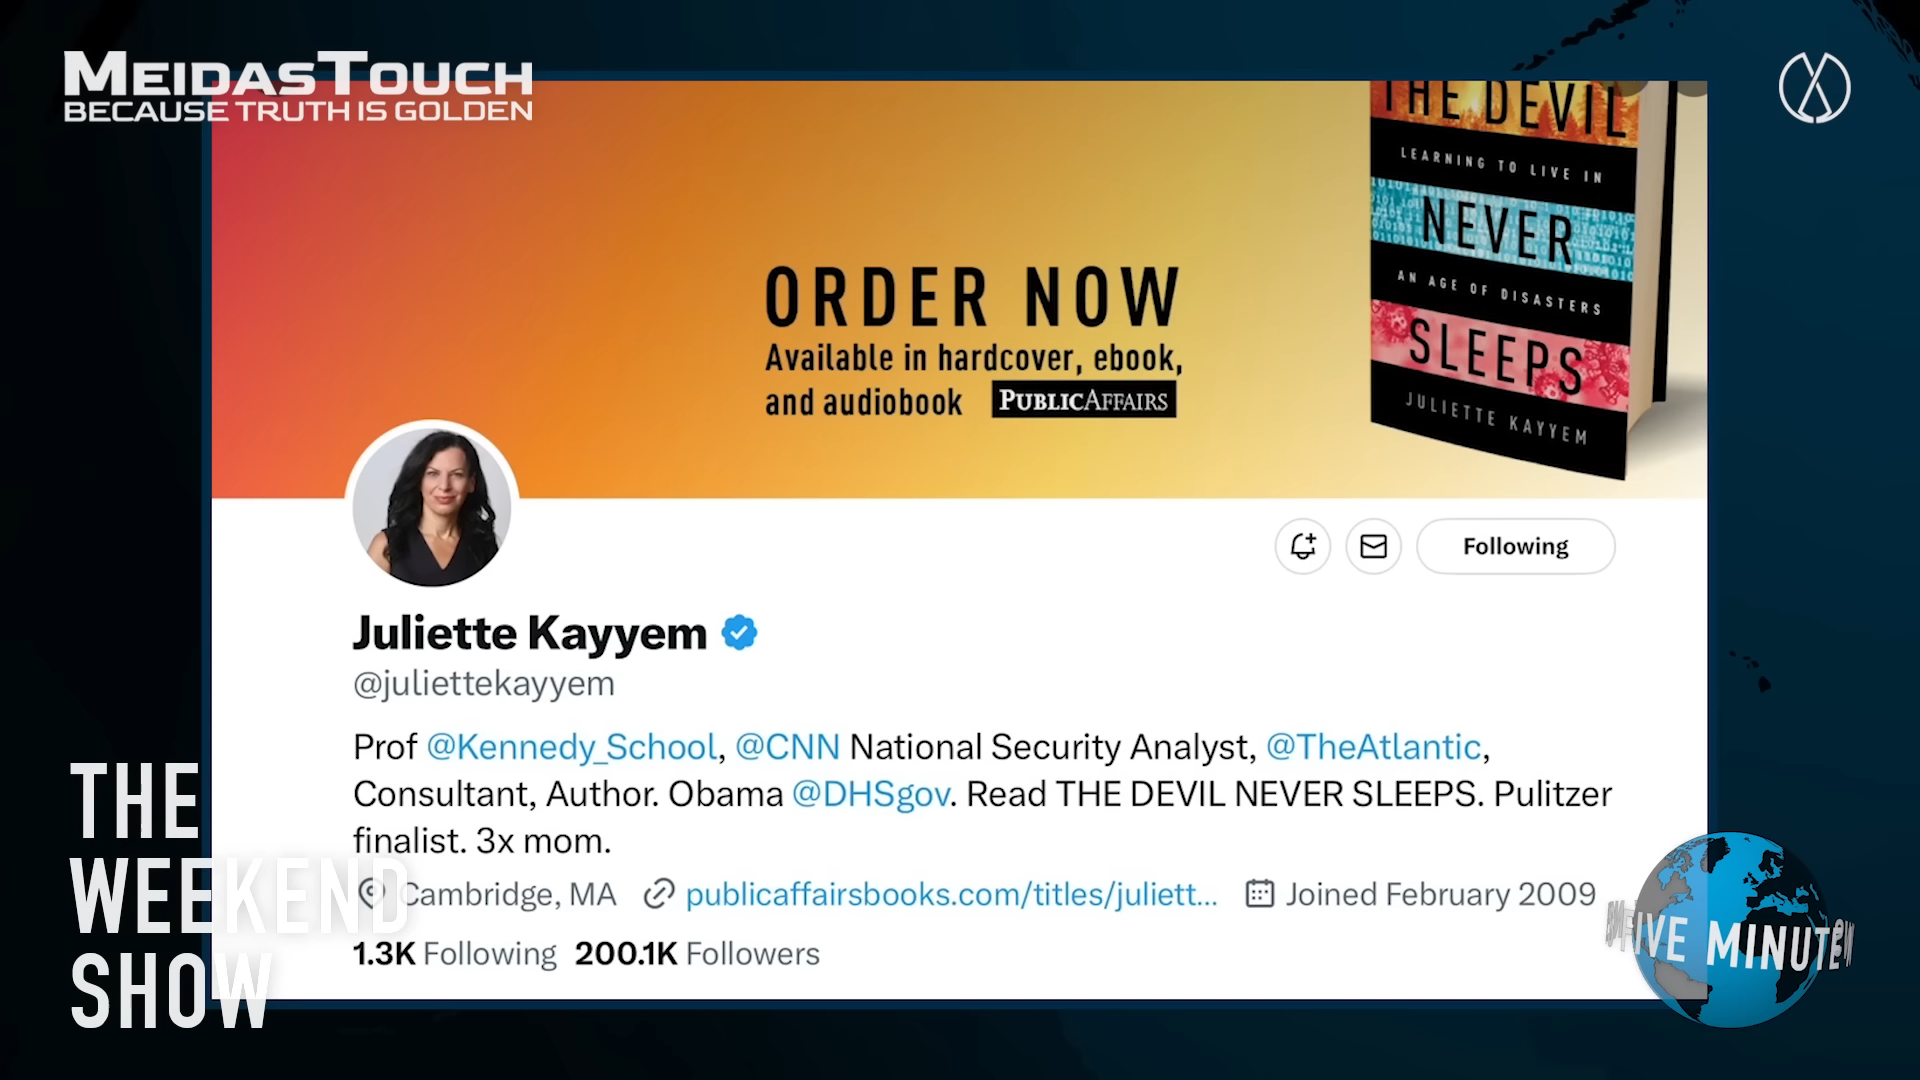 MEIDASTOUCH
BECAUSE TRUTH IS GOLDEN
THE DEVIL
LEARNING TO LIVE IN
NEVER
AN AGE OF DISASTERS
SLEEPS
JULIETTE KAYYEM
ORDER NOW
Available in hardcover, ebook,
and audiobook PUBLICAFFAIRS
Following
Juliette Kayyem
@juliettekayyem
Prof @Kennedy_School, @CNN National Security Analyst, @TheAtlantic,
Consultant, Author. Obama @DHSgov. Read THE DEVIL NEVER SLEEPS. Pulitzer
finalist. 3x mom.
Cambridge, MA publicaffairsbooks.com/titles/juliett... Joined February 2009
1.3K Following 200.1K Followers
THE
WEEKEND
SHOW
FIVE MINUTE